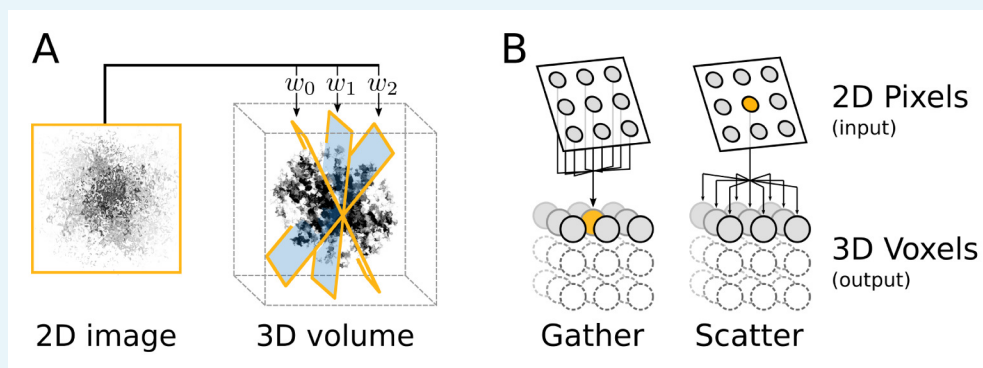 A
w₀ w₁ w₂
2D image
3D volume
B
2D Pixels
(input)
3D Voxels
(output)
Gather
Scatter